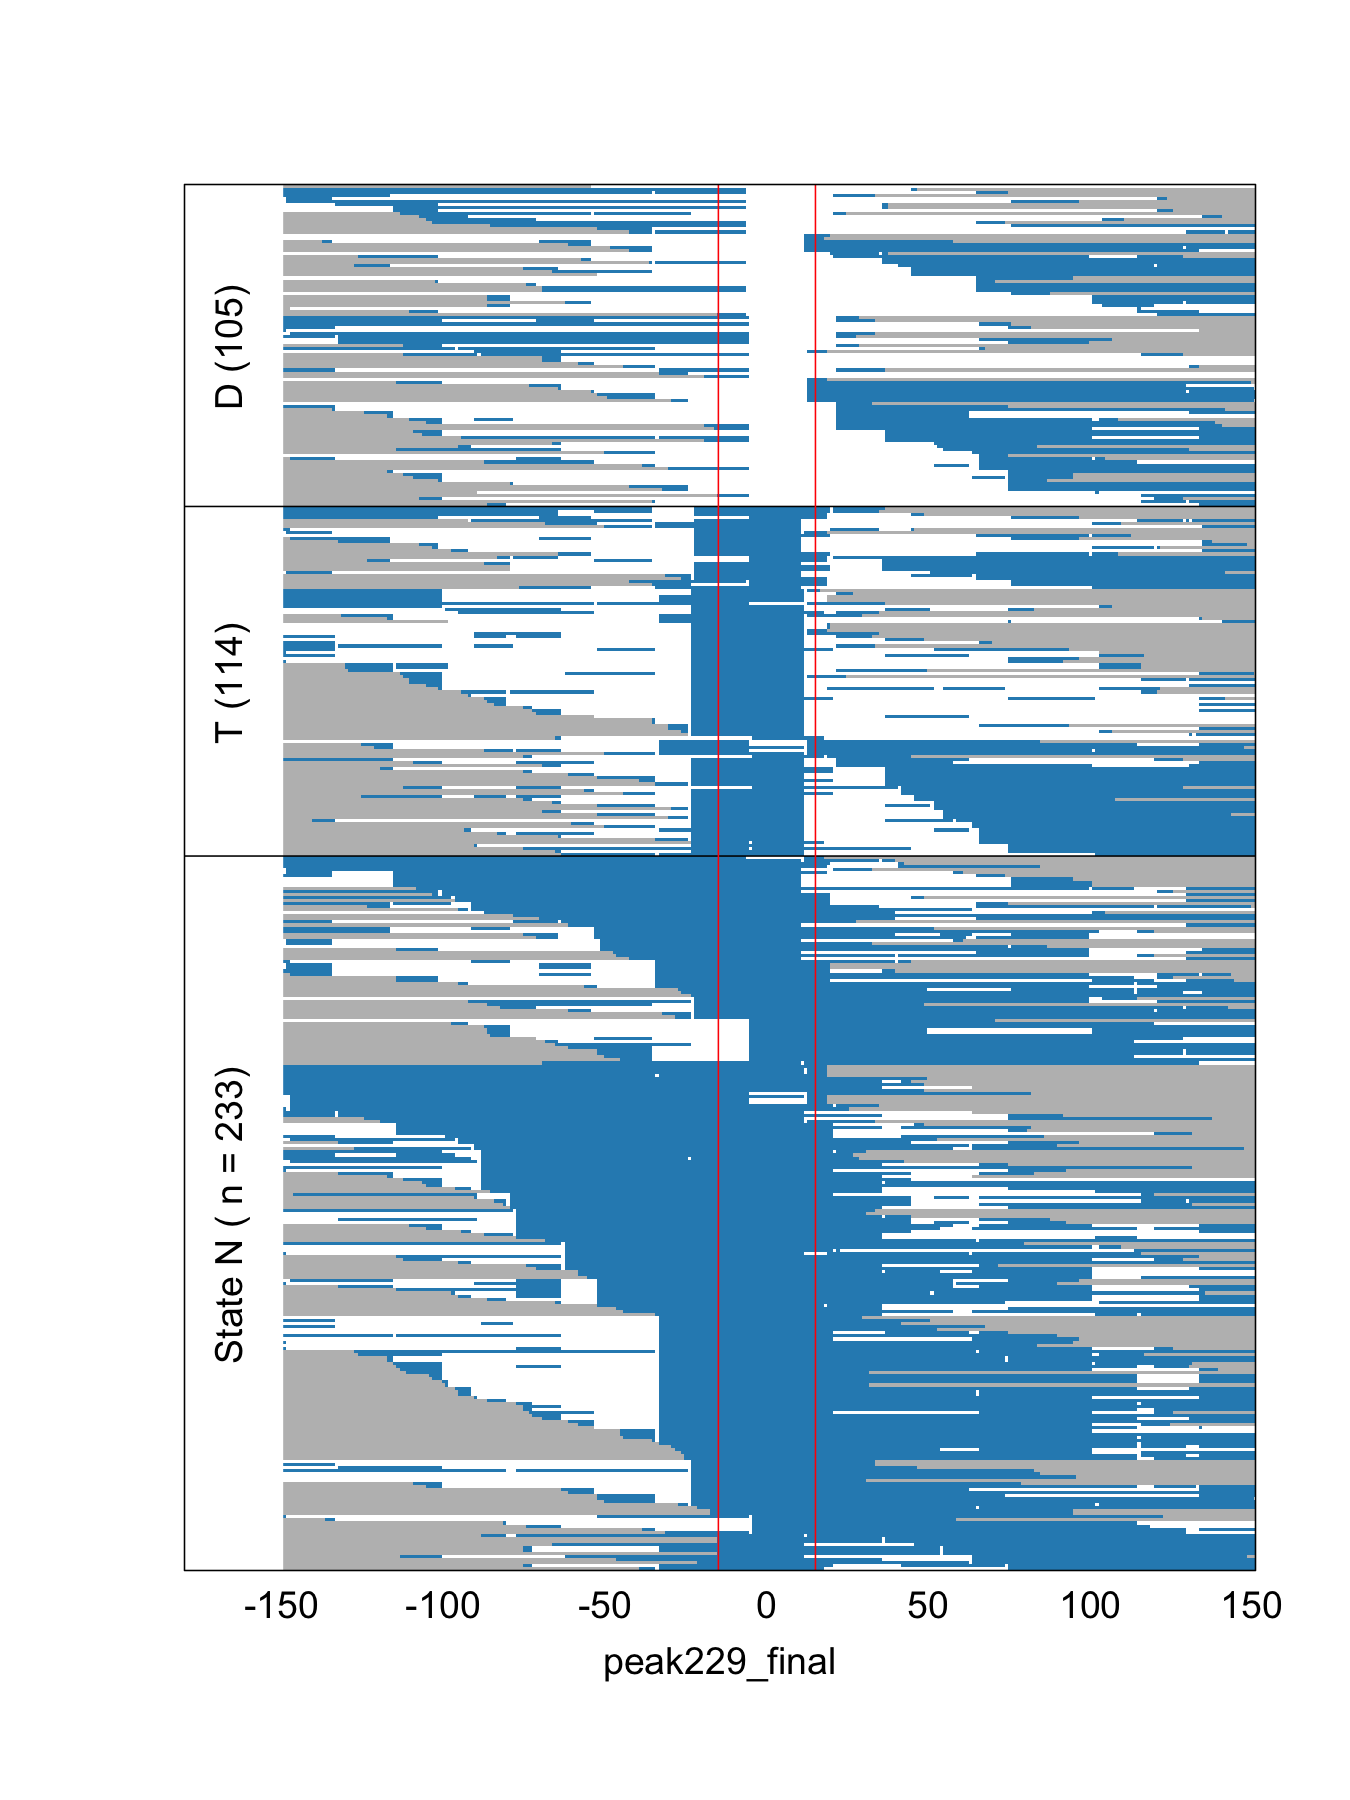 D (105)
T (114)
State N ( n = 233)
-150 -100 -50 0 50 100 150
peak229_final